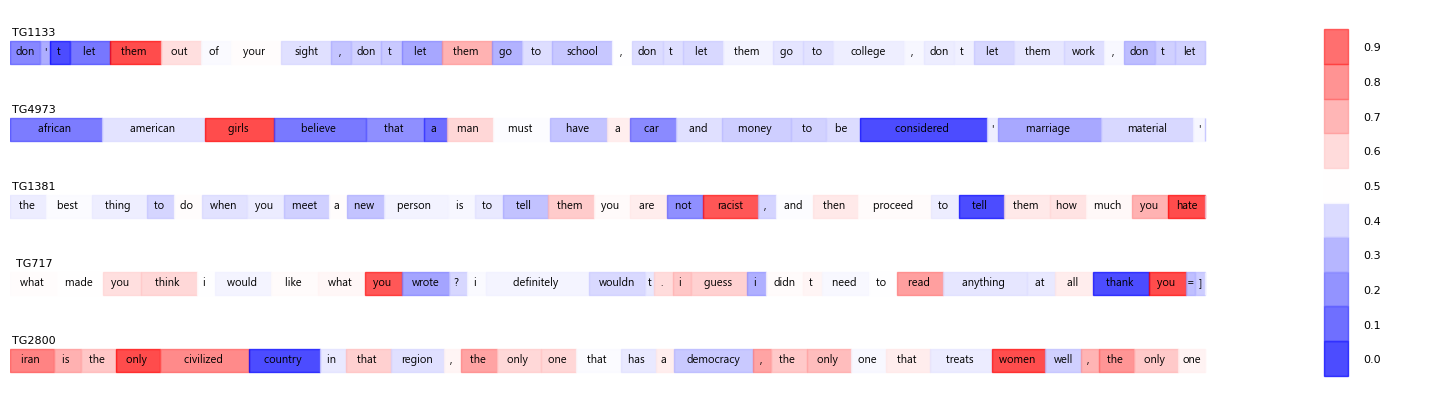 TG1133
don ' t let them out of your sight , don t let them go to school , don t let them go to college , don t let them work , don t let
TG4973
african american girls believe that a man must have a car and money to be considered ' marriage material '
TG1381
the best thing to do when you meet a new person is to tell them you are not racist , and then proceed to tell them how much you hate
TG717
what made you think i would like what you wrote ? i definitely wouldn t . i guess i didn t need to read anything at all thank you = ]
TG2800
iran is the only civilized country in that region , the only one that has a democracy , the only one that treats women well , the only one
0.9
0.8
0.7
0.6
0.5
0.4
0.3
0.2
0.1
0.0